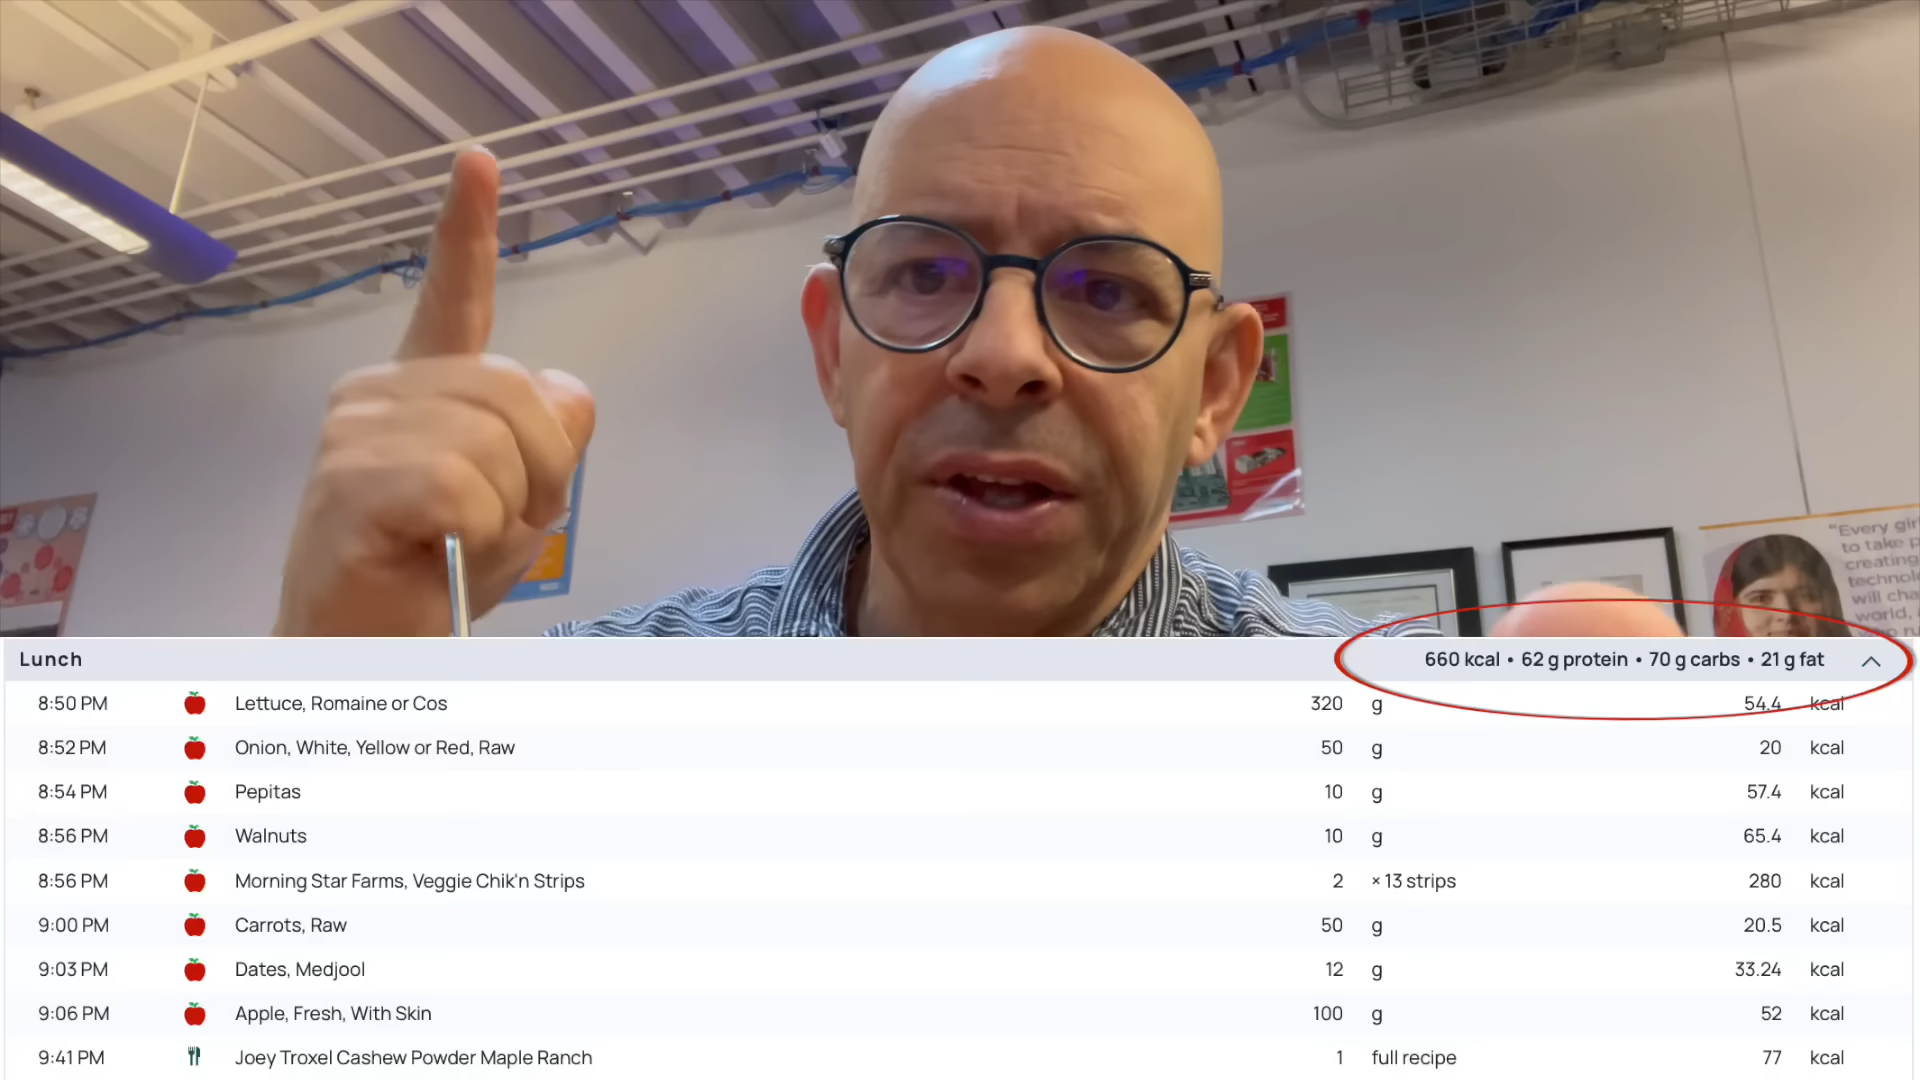 "Every gir
to take p
creating
technolo
will cha
world,
Lunch 660 kcal • 62 g protein • 70 g carbs • 21 g fat
8:50 PM Lettuce, Romaine or Cos 320 g 54.4 kcal
8:52 PM Onion, White, Yellow or Red, Raw 50 g 20 kcal
8:54 PM Pepitas 10 g 57.4 kcal
8:56 PM Walnuts 10 g 65.4 kcal
8:56 PM Morning Star Farms, Veggie Chik'n Strips 2 × 13 strips 280 kcal
9:00 PM Carrots, Raw 50 g 20.5 kcal
9:03 PM Dates, Medjool 12 g 33.24 kcal
9:06 PM Apple, Fresh, With Skin 100 g 52 kcal
9:41 PM Joey Troxel Cashew Powder Maple Ranch 1 full recipe 77 kcal